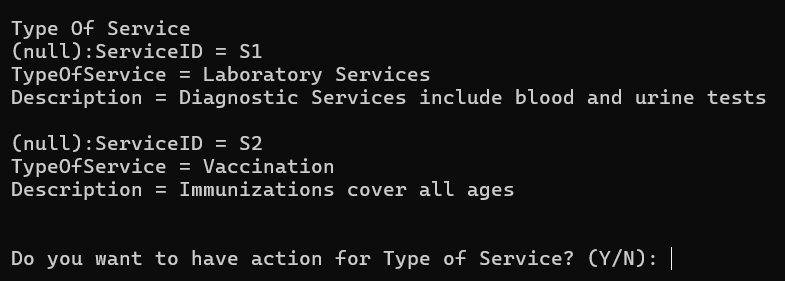 Type Of Service
(null):ServiceID = S1
TypeOfService = Laboratory Services
Description = Diagnostic Services include blood and urine tests
(null):ServiceID = S2
TypeOfService = Vaccination
Description = Immunizations cover all ages
Do you want to have action for Type of Service? (Y/N):